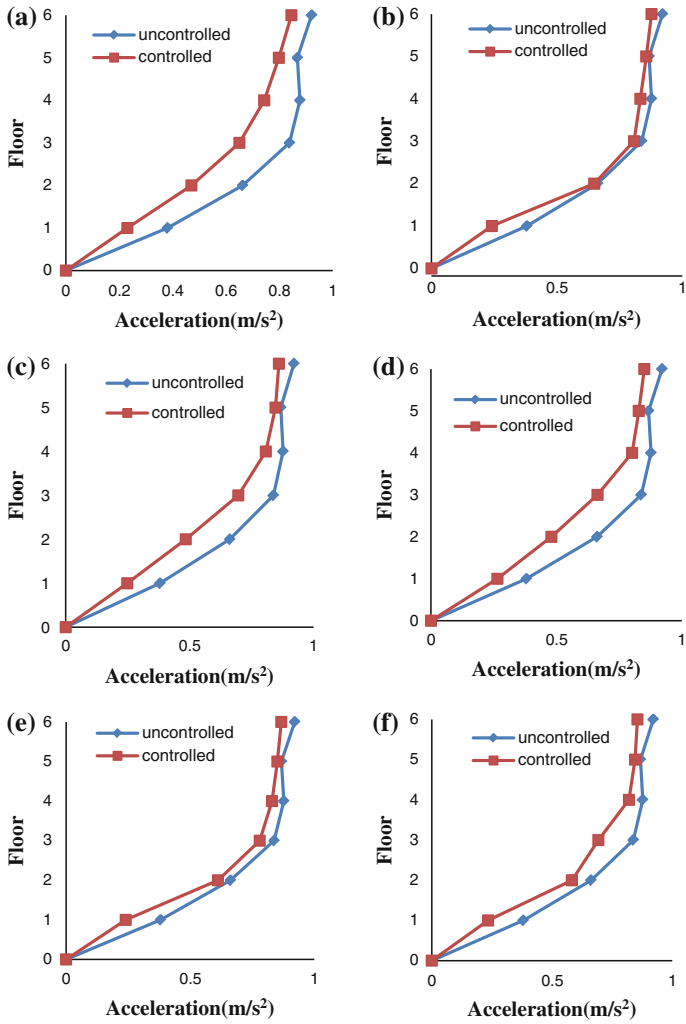 (a)
uncontrolled
controlled
Floor
6
5
4
3
2
1
0
0 0.2 0.4 0.6 0.8 1
Acceleration(m/s²)
(b)
uncontrolled
controlled
Floor
6
5
4
3
2
1
0
0 0.5 1
Acceleration(m/s²)
(c)
uncontrolled
controlled
Floor
6
5
4
3
2
1
0
0 0.5 1
Acceleration(m/s²)
(d)
uncontrolled
controlled
Floor
6
5
4
3
2
1
0
0 0.5 1
Acceleration(m/s²)
(e)
uncontrolled
controlled
Floor
6
5
4
3
2
1
0
0 0.5 1
Acceleration(m/s²)
(f)
uncontrolled
controlled
Floor
6
5
4
3
2
1
0
0 0.5 1
Acceleration(m/s²)